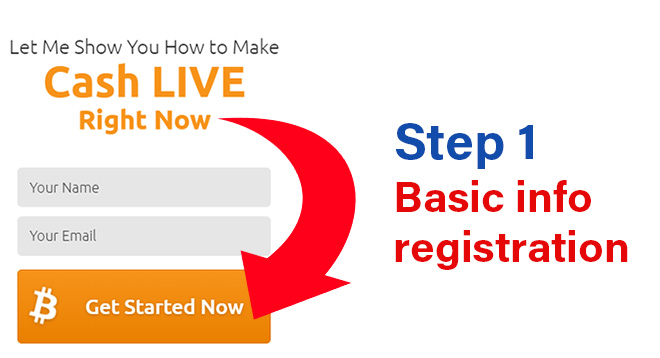 Let Me Show You How to Make
Cash LIVE
Right Now
Your Name
Your Email
Get Started Now
Step 1
Basic info
registration